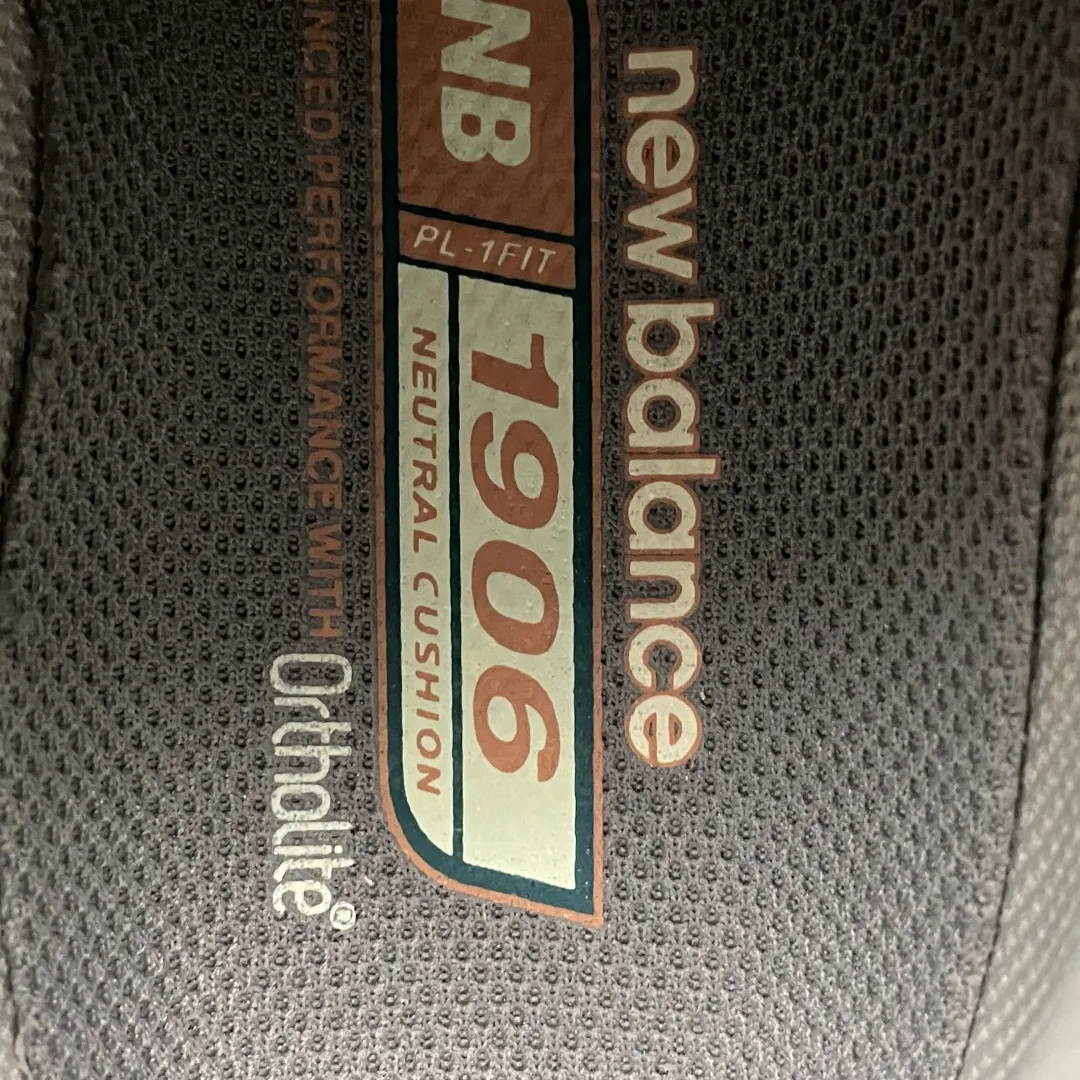 new balance
NB
PL-1FIT
1906
NEUTRAL CUSHION
PERFORMANCE WITH
Ortholite®